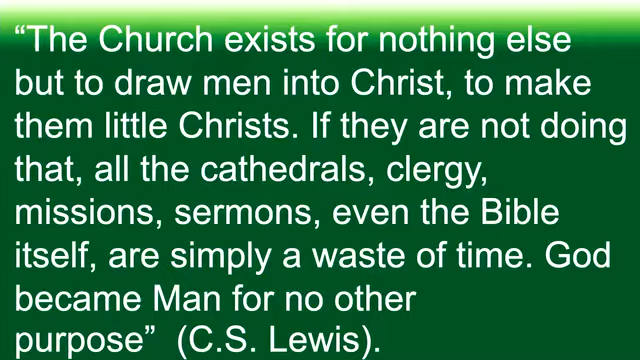 “The Church exists for nothing else
but to draw men into Christ, to make
them little Christs. If they are not doing
that, all the cathedrals, clergy,
missions, sermons, even the Bible
itself, are simply a waste of time. God
became Man for no other
purpose”  (C.S. Lewis).